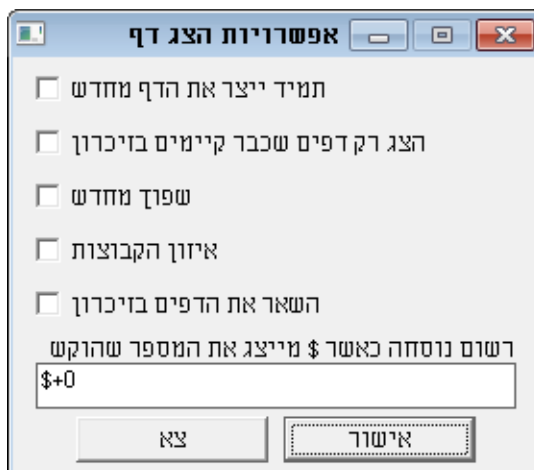 אפשרויות הצג דף
תמיד ייצר את הדף מחדש
הצג רק דפים שכבר קיימים בזיכרון
שפוך מחדש
איזון הקבוצות
השאר את הדפים בזיכרון
רשום נוסחה כאשר $ מייצג את המספר שהוקש
$+0
אישור צא